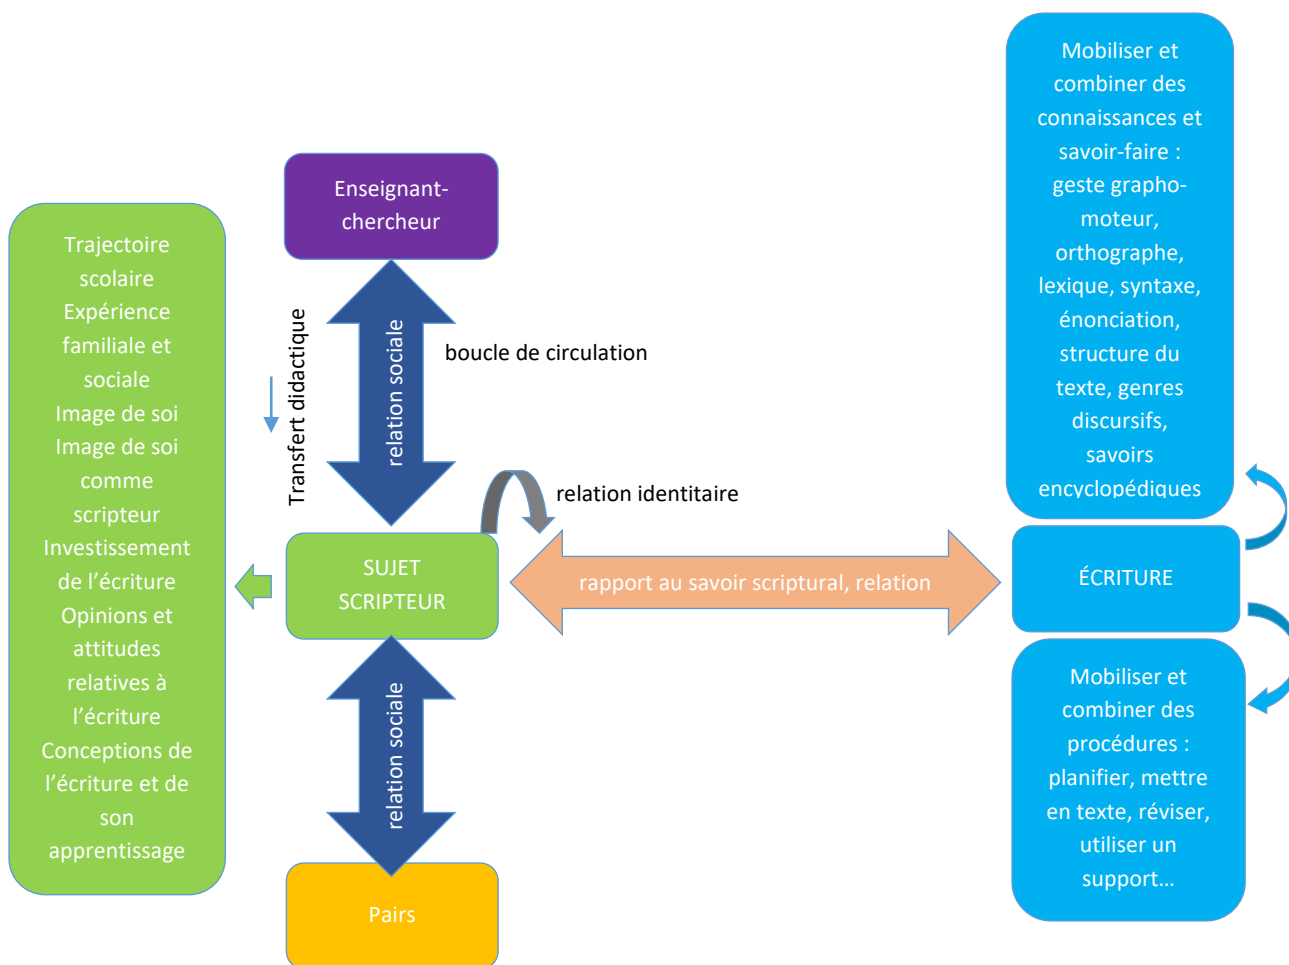 Trajectoire
scolaire
Expérience
familiale et
sociale
Image de soi
Image de soi
comme
scripteur
Investissement
de l’écriture
Opinions et
attitudes
relatives à
l’écriture
Conceptions de
l’écriture et de
son
apprentissage
Enseignant-
chercheur
Transfert didactique
relation sociale
boucle de circulation
relation identitaire
SUJET
SCRIPTEUR
rapport au savoir scriptural, relation
relation sociale
Pairs
Mobiliser et
combiner des
connaissances et
savoir-faire :
geste grapho-
moteur,
orthographe,
lexique, syntaxe,
énonciation,
structure du
texte, genres
discursifs,
savoirs
encyclopédiques
ÉCRITURE
Mobiliser et
combiner des
procédures :
planifier, mettre
en texte, réviser,
utiliser un
support…